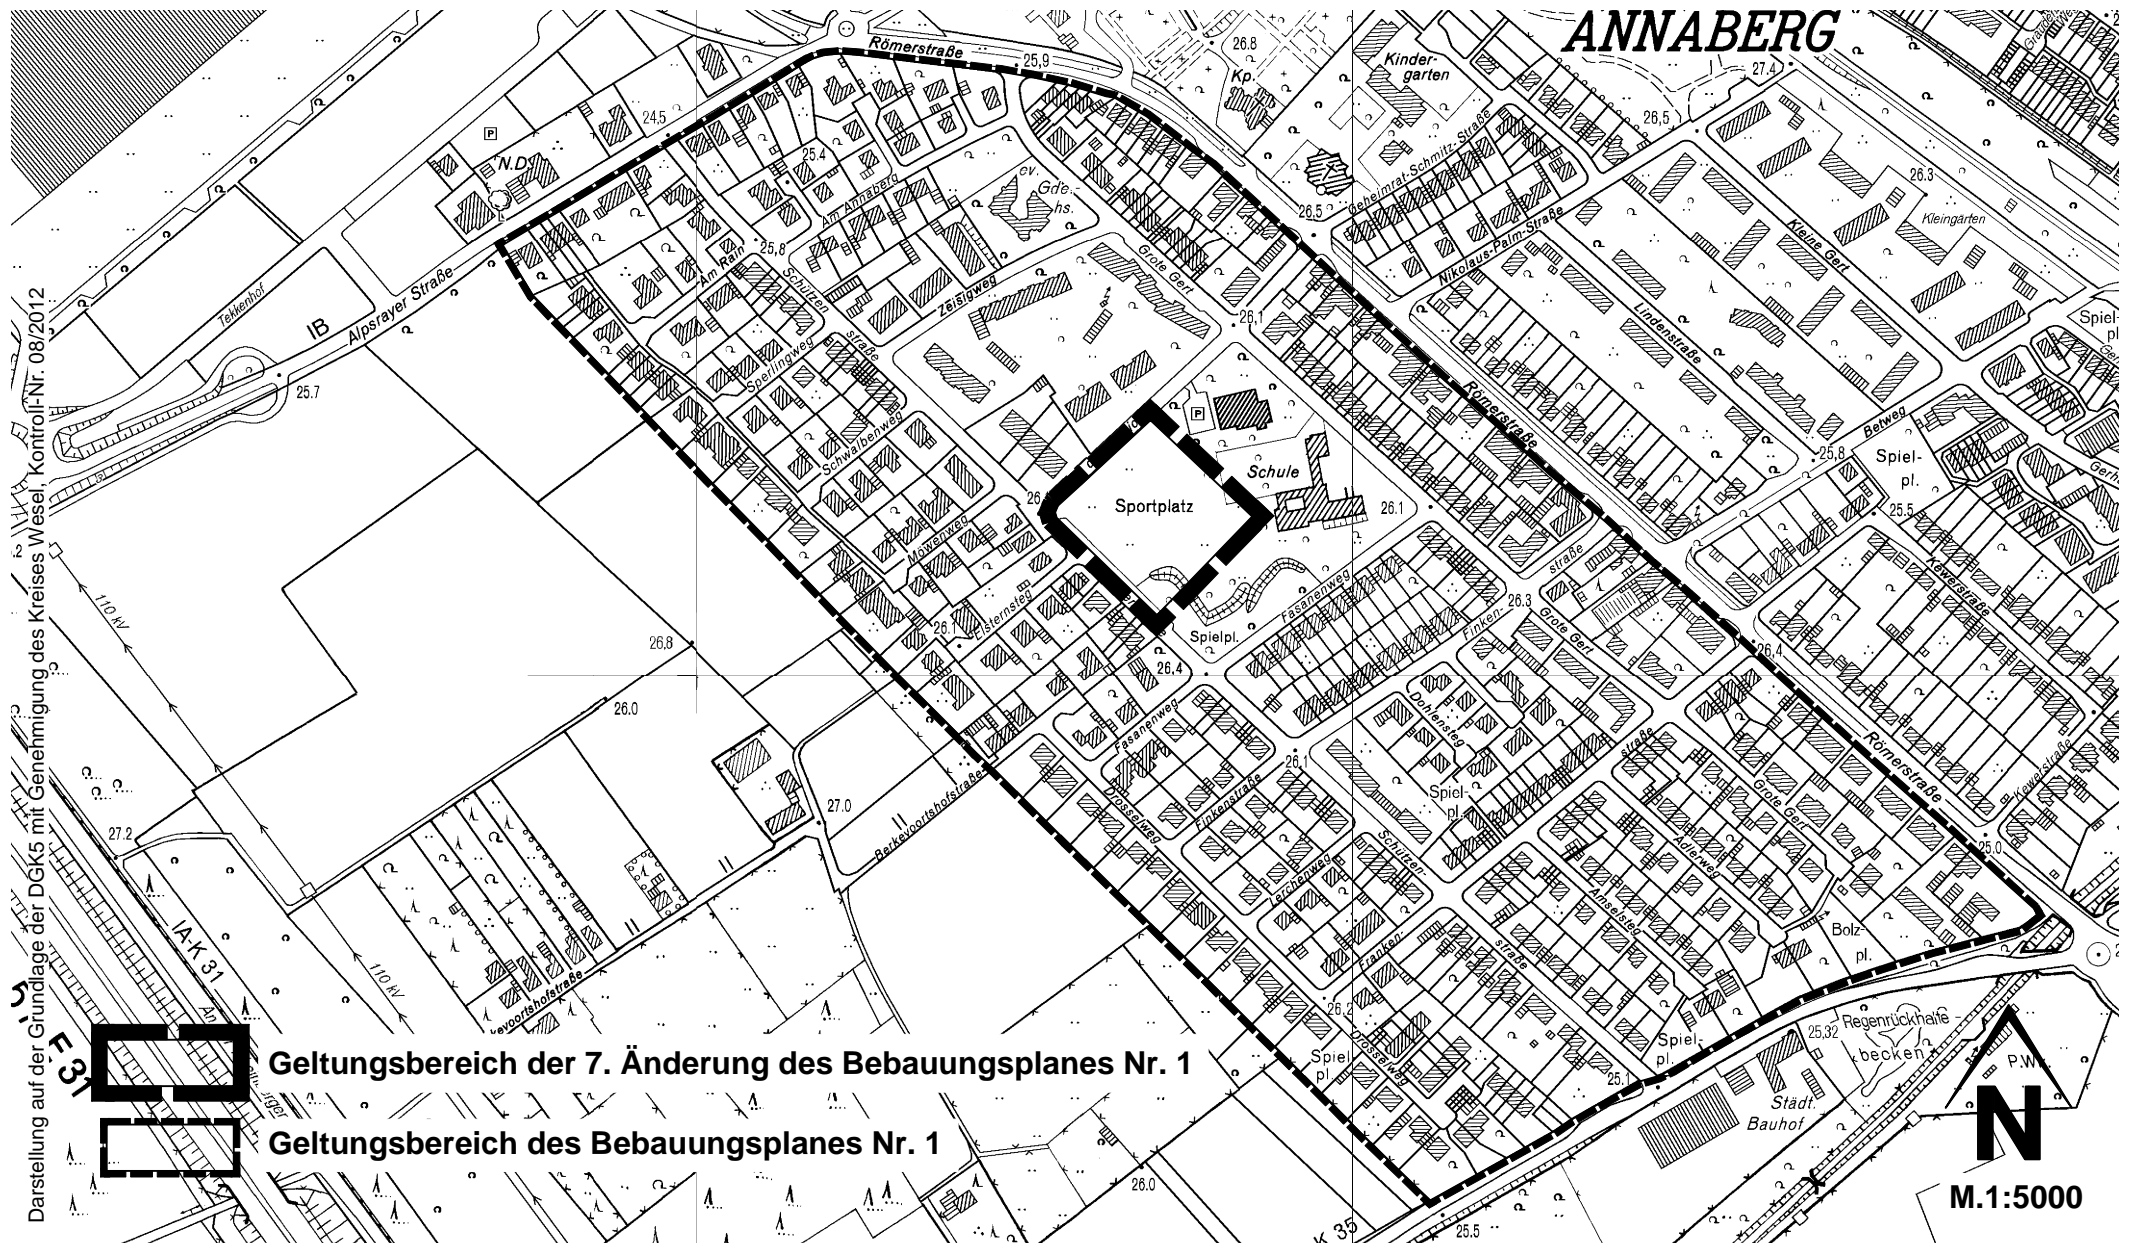 ANNABERG
Römerstraße
25,9
26.8
Kp.
Kinder-
garten
27.4
24,5
N.D.
P
25.4
Am Annaberg
ev.
Gde.-
hs.
26.5
Geheimrat-Schmitz-Straße
Nikolaus-Palm-Straße
26,5
26.3
Kleingärten
Kleine Gert
Lindenstraße
Spiel-
pl.
Tekkenhof
IB
Alpsrayer Straße
25.7
Am Rain
25,8
Schützen
straße
Zeisigweg
Grote Gert
26,1
Sperlingweg
Schwalbenweg
Möwenweg
Elsternsteg
26.1
P
Schule
Sportplatz
26.1
Römerstraße
Betweg
25,8
Spiel-
pl.
25.5
Kewerstraße
110 kV
26,8
26.0
Spielpl.
26.4
Fasanenweg
Finken-
straße
26.3
Grote Gert
26,4
Dohlensteg
Fasanenweg
26,1
Drosselweg
Finkenstraße
Spiel-
pl.
straße
Grote Gert
Römerstraße
Kewerstraße
25.0
27.2
27.0
II
Berkevoortshofstraße
II
II
Lerchenweg
Schützen-
straße
Adlerweg
Amselsteg
Franken-
Bolz-
pl.
IA-K 31
110 kV
kevoortshofstraße
26,2
Drosselweg
Spiel
pl.
Spiel-
pl.
25.1
25,32
Regenrückhalte-
becken
P.W.
Städt.
Bauhof
26.0
K 35
25.5
Geltungsbereich der 7. Änderung des Bebauungsplanes Nr. 1
Geltungsbereich des Bebauungsplanes Nr. 1
N
M.1:5000
Darstellung auf der Grundlage der DGK5 mit Genehmigung des Kreises Wesel, Kontroll-Nr. 08/2012